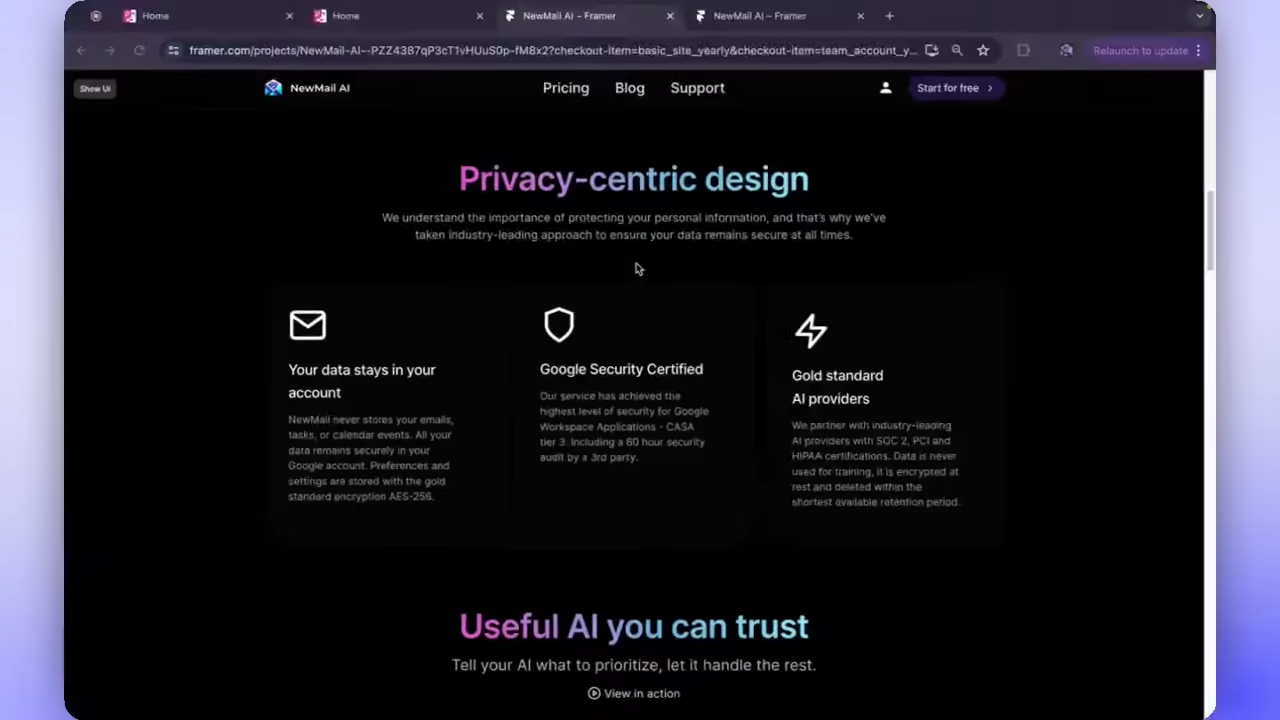 Home
Home
NewMail AI – Framer
NewMail AI – Framer
framer.com/projects/NewMail-AI--PZZ4387qP3cT1vHUuS0p-fM8x2?checkout-item=basic_site_yearly&checkout-item=team_account_y...
Relaunch to update
Show UI
NewMail AI
Pricing
Blog
Support
Start for free
Privacy-centric design
We understand the importance of protecting your personal information, and that's why we've
taken industry-leading approach to ensure your data remains secure at all times.
Your data stays in your
account
NewMail never stores your emails,
tasks, or calendar events. All your
data remains securely in your
Google account. Preferences and
settings are stored with the gold
standard encryption AES-256.
Google Security Certified
Our service has achieved the
highest level of security for Google
Workspace Applications - CASA
tier 3. Including a 60 hour security
audit by a 3rd party.
Gold standard
AI providers
We partner with industry-leading
AI providers with SOC 2, PCI and
HIPAA certifications. Data is never
used for training, it is encrypted at
rest and deleted within the
shortest available retention period.
Useful AI you can trust
Tell your AI what to prioritize, let it handle the rest.
View in action